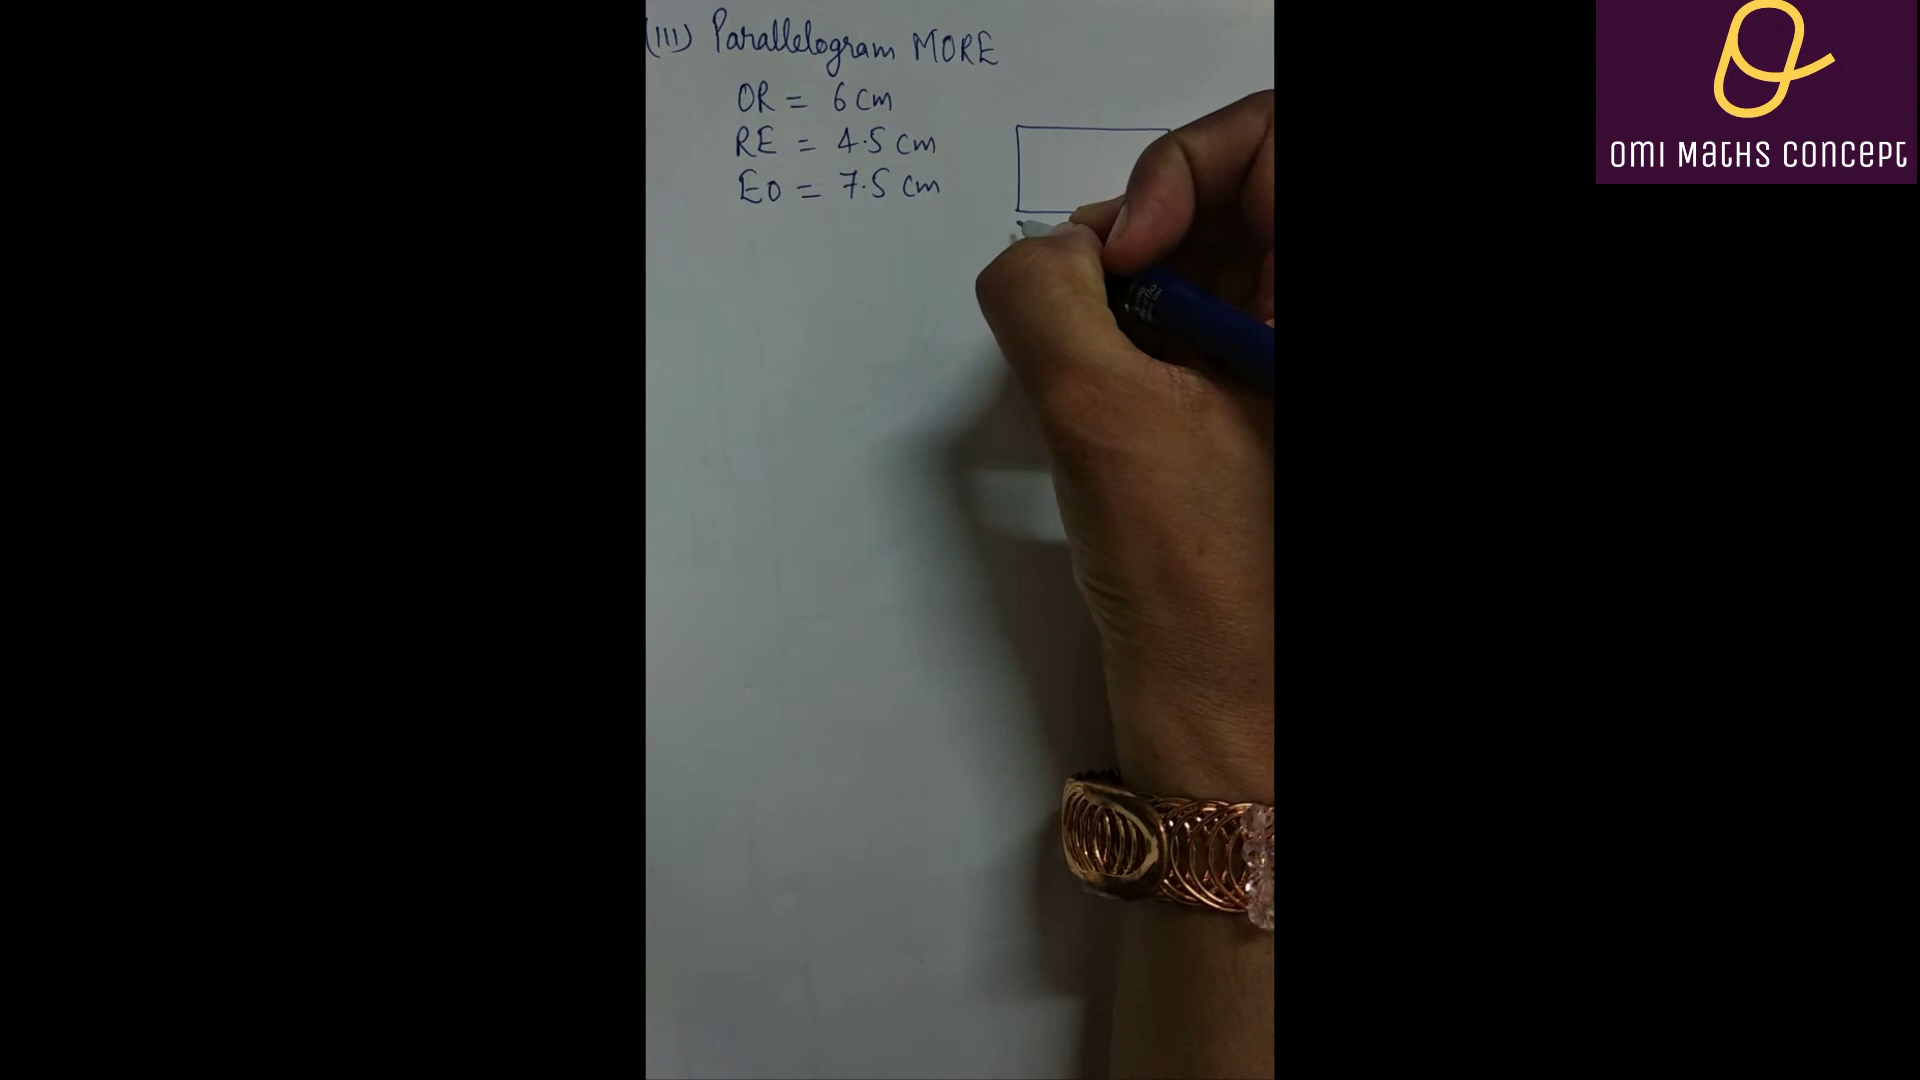 (III) Parallelogram MORE
OR = 6 cm
RE = 4.5 cm
EO = 7.5 cm
OMI MATHS CONCEPT